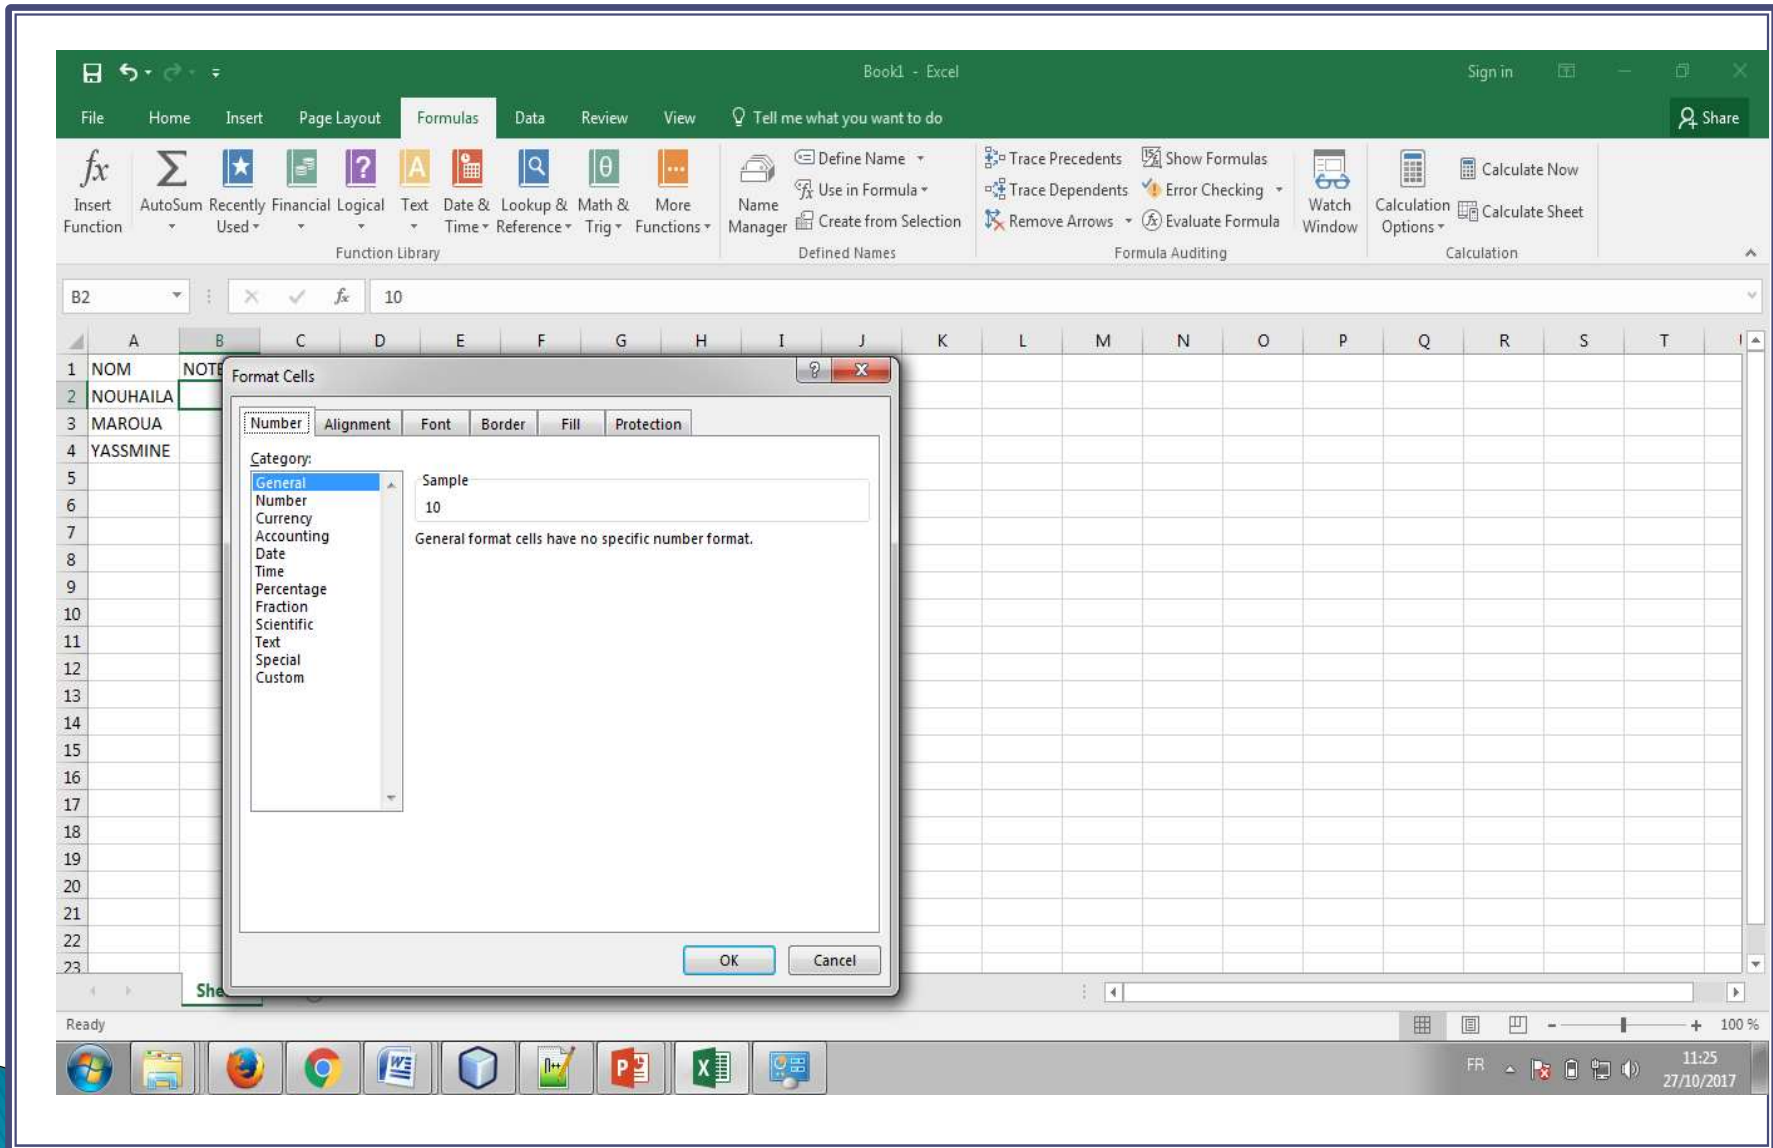 Book1 - Excel
Sign in
File Home Insert Page Layout Formulas Data Review View Tell me what you want to do Share
fx Σ ? A θ
Insert Function
AutoSum
Recently Used
Financial
Logical
Text
Date & Time
Lookup & Reference
Math & Trig
More Functions
Function Library
Name Manager
Define Name
Use in Formula
Create from Selection
Defined Names
Trace Precedents
Trace Dependents
Remove Arrows
Show Formulas
Error Checking
Evaluate Formula
Formula Auditing
Watch Window
Calculation Options
Calculate Now
Calculate Sheet
Calculation
B2 fx 10
A B C D E F G H I J K L M N O P Q R S T
1 NOM NOTE
2 NOUHAILA
3 MAROUA
4 YASSMINE
5
6
7
8
9
10
11
12
13
14
15
16
17
18
19
20
21
22
23
Format Cells
Number Alignment Font Border Fill Protection
Category:
General
Number
Currency
Accounting
Date
Time
Percentage
Fraction
Scientific
Text
Special
Custom
Sample
10
General format cells have no specific number format.
OK Cancel
She
Ready
100 %
FR
11:25
27/10/2017